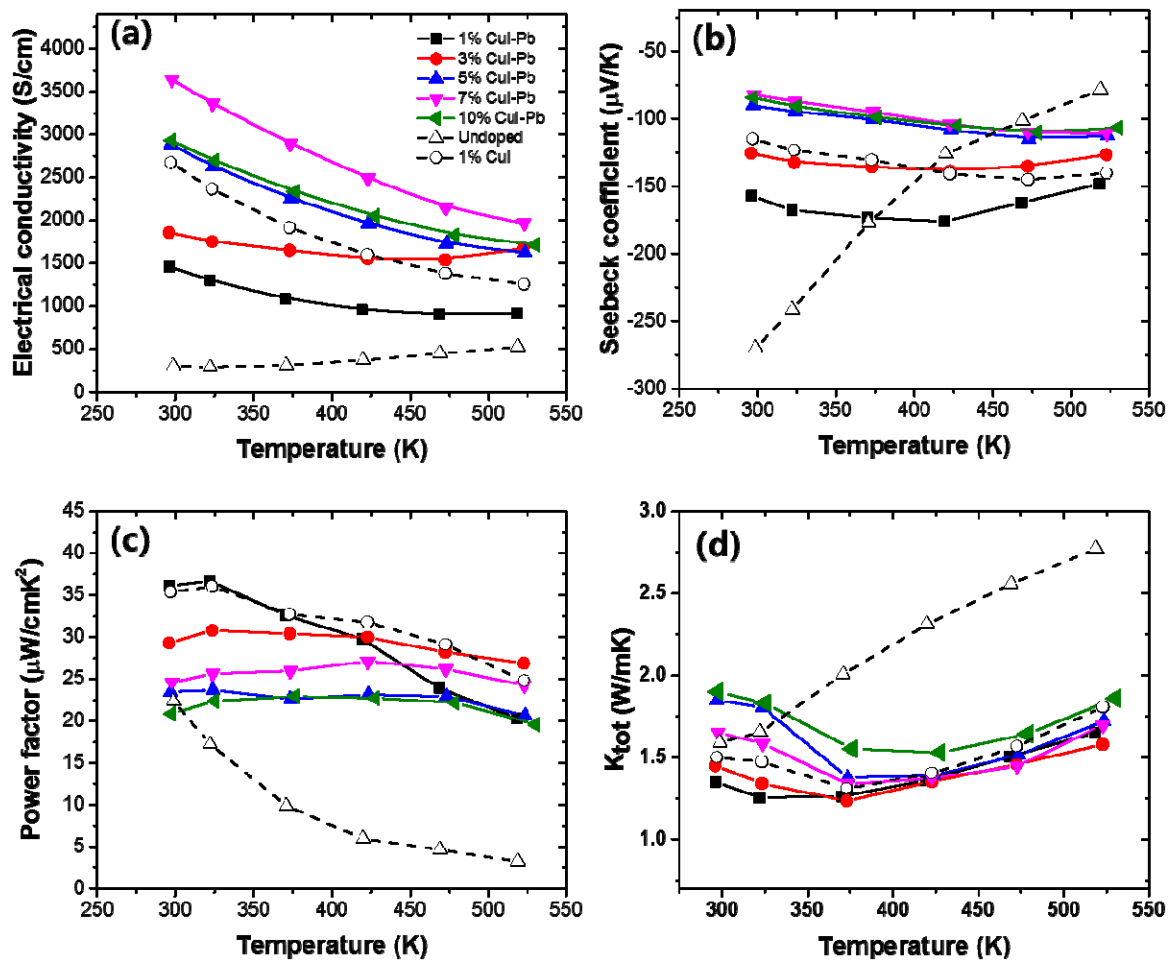 (a)
Electrical conductivity (S/cm)
4000
3500
3000
2500
2000
1500
1000
500
0
1% CuI-Pb
3% CuI-Pb
5% CuI-Pb
7% CuI-Pb
10% CuI-Pb
Undoped
1% CuI
250 300 350 400 450 500 550
Temperature (K)
(b)
Seebeck coefficient (μV/K)
-50
-100
-150
-200
-250
-300
250 300 350 400 450 500 550
Temperature (K)
(c)
Power factor (μW/cmK²)
45
40
35
30
25
20
15
10
5
0
250 300 350 400 450 500 550
Temperature (K)
(d)
Ktot (W/mK)
3.0
2.5
2.0
1.5
1.0
300 350 400 450 500 550
Temperature (K)